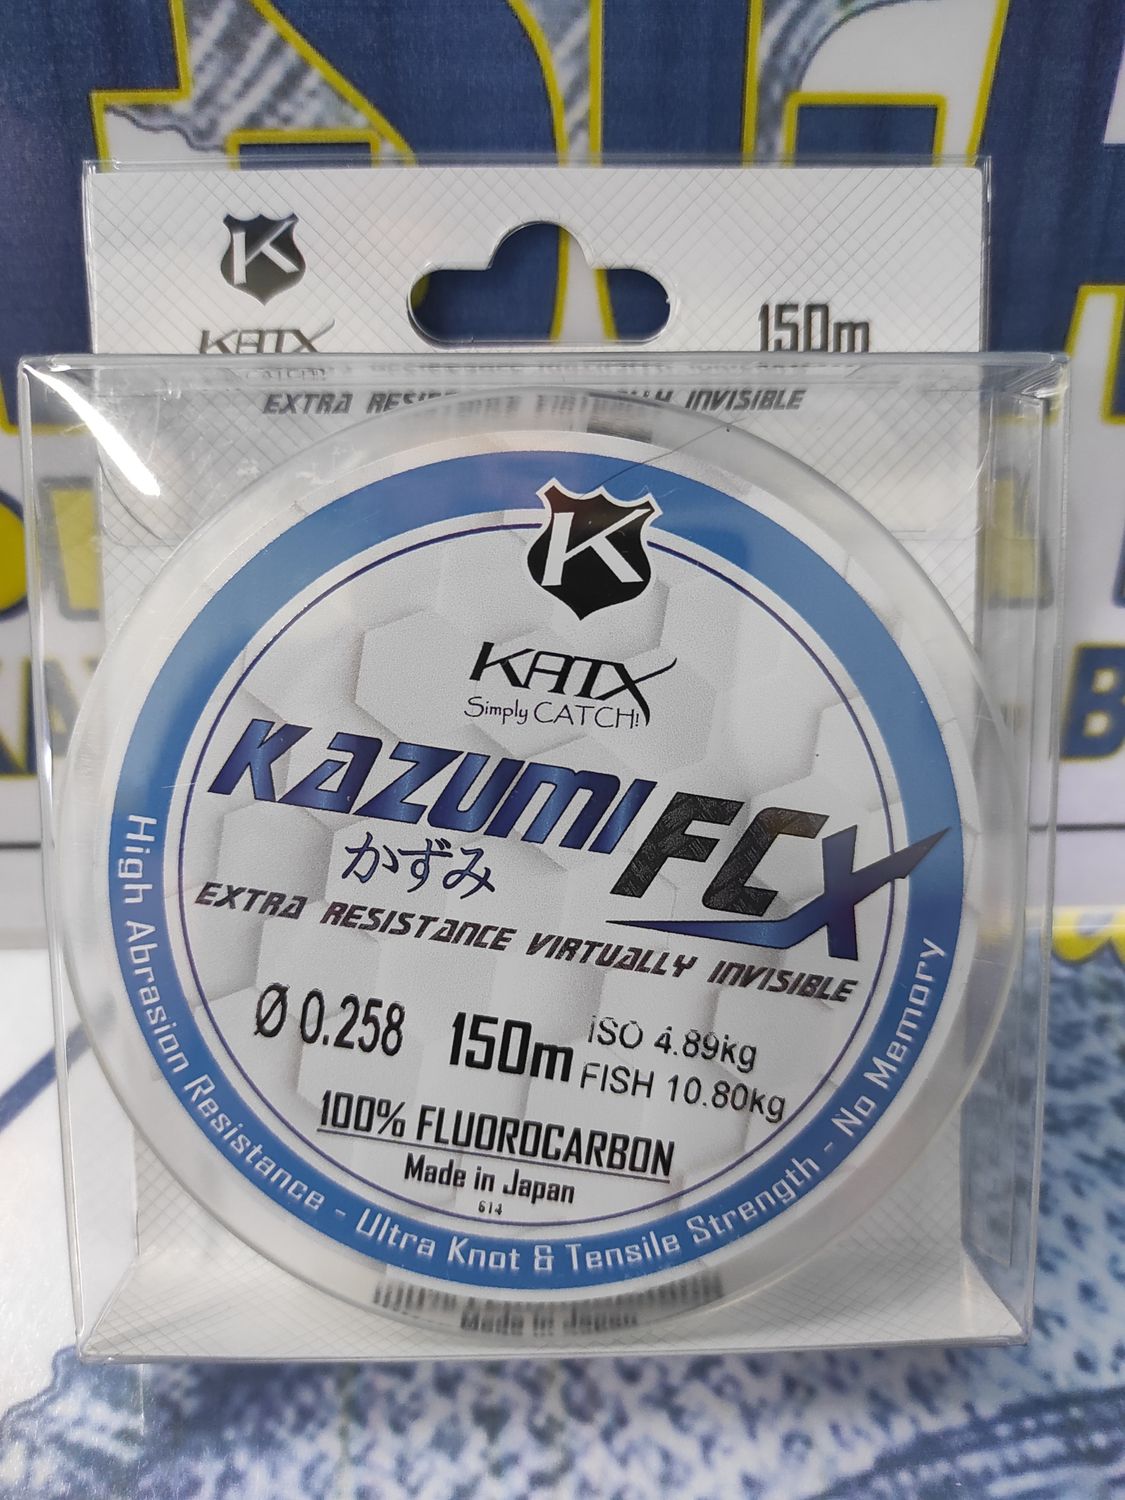 K
KATX
150m
EXTRA RESISTANCE VIRTUALLY INVISIBLE
K
KATX
Simply CATCH!
KAZUMI FCX
かずみ
EXTRA RESISTANCE VIRTUALLY INVISIBLE
Ø 0.258 150m ISO 4.89kg
FISH 10.80kg
100% FLUOROCARBON
Made in Japan
614
High Abrasion Resistance - Ultra Knot & Tensile Strength - No Memory
Made in Japan